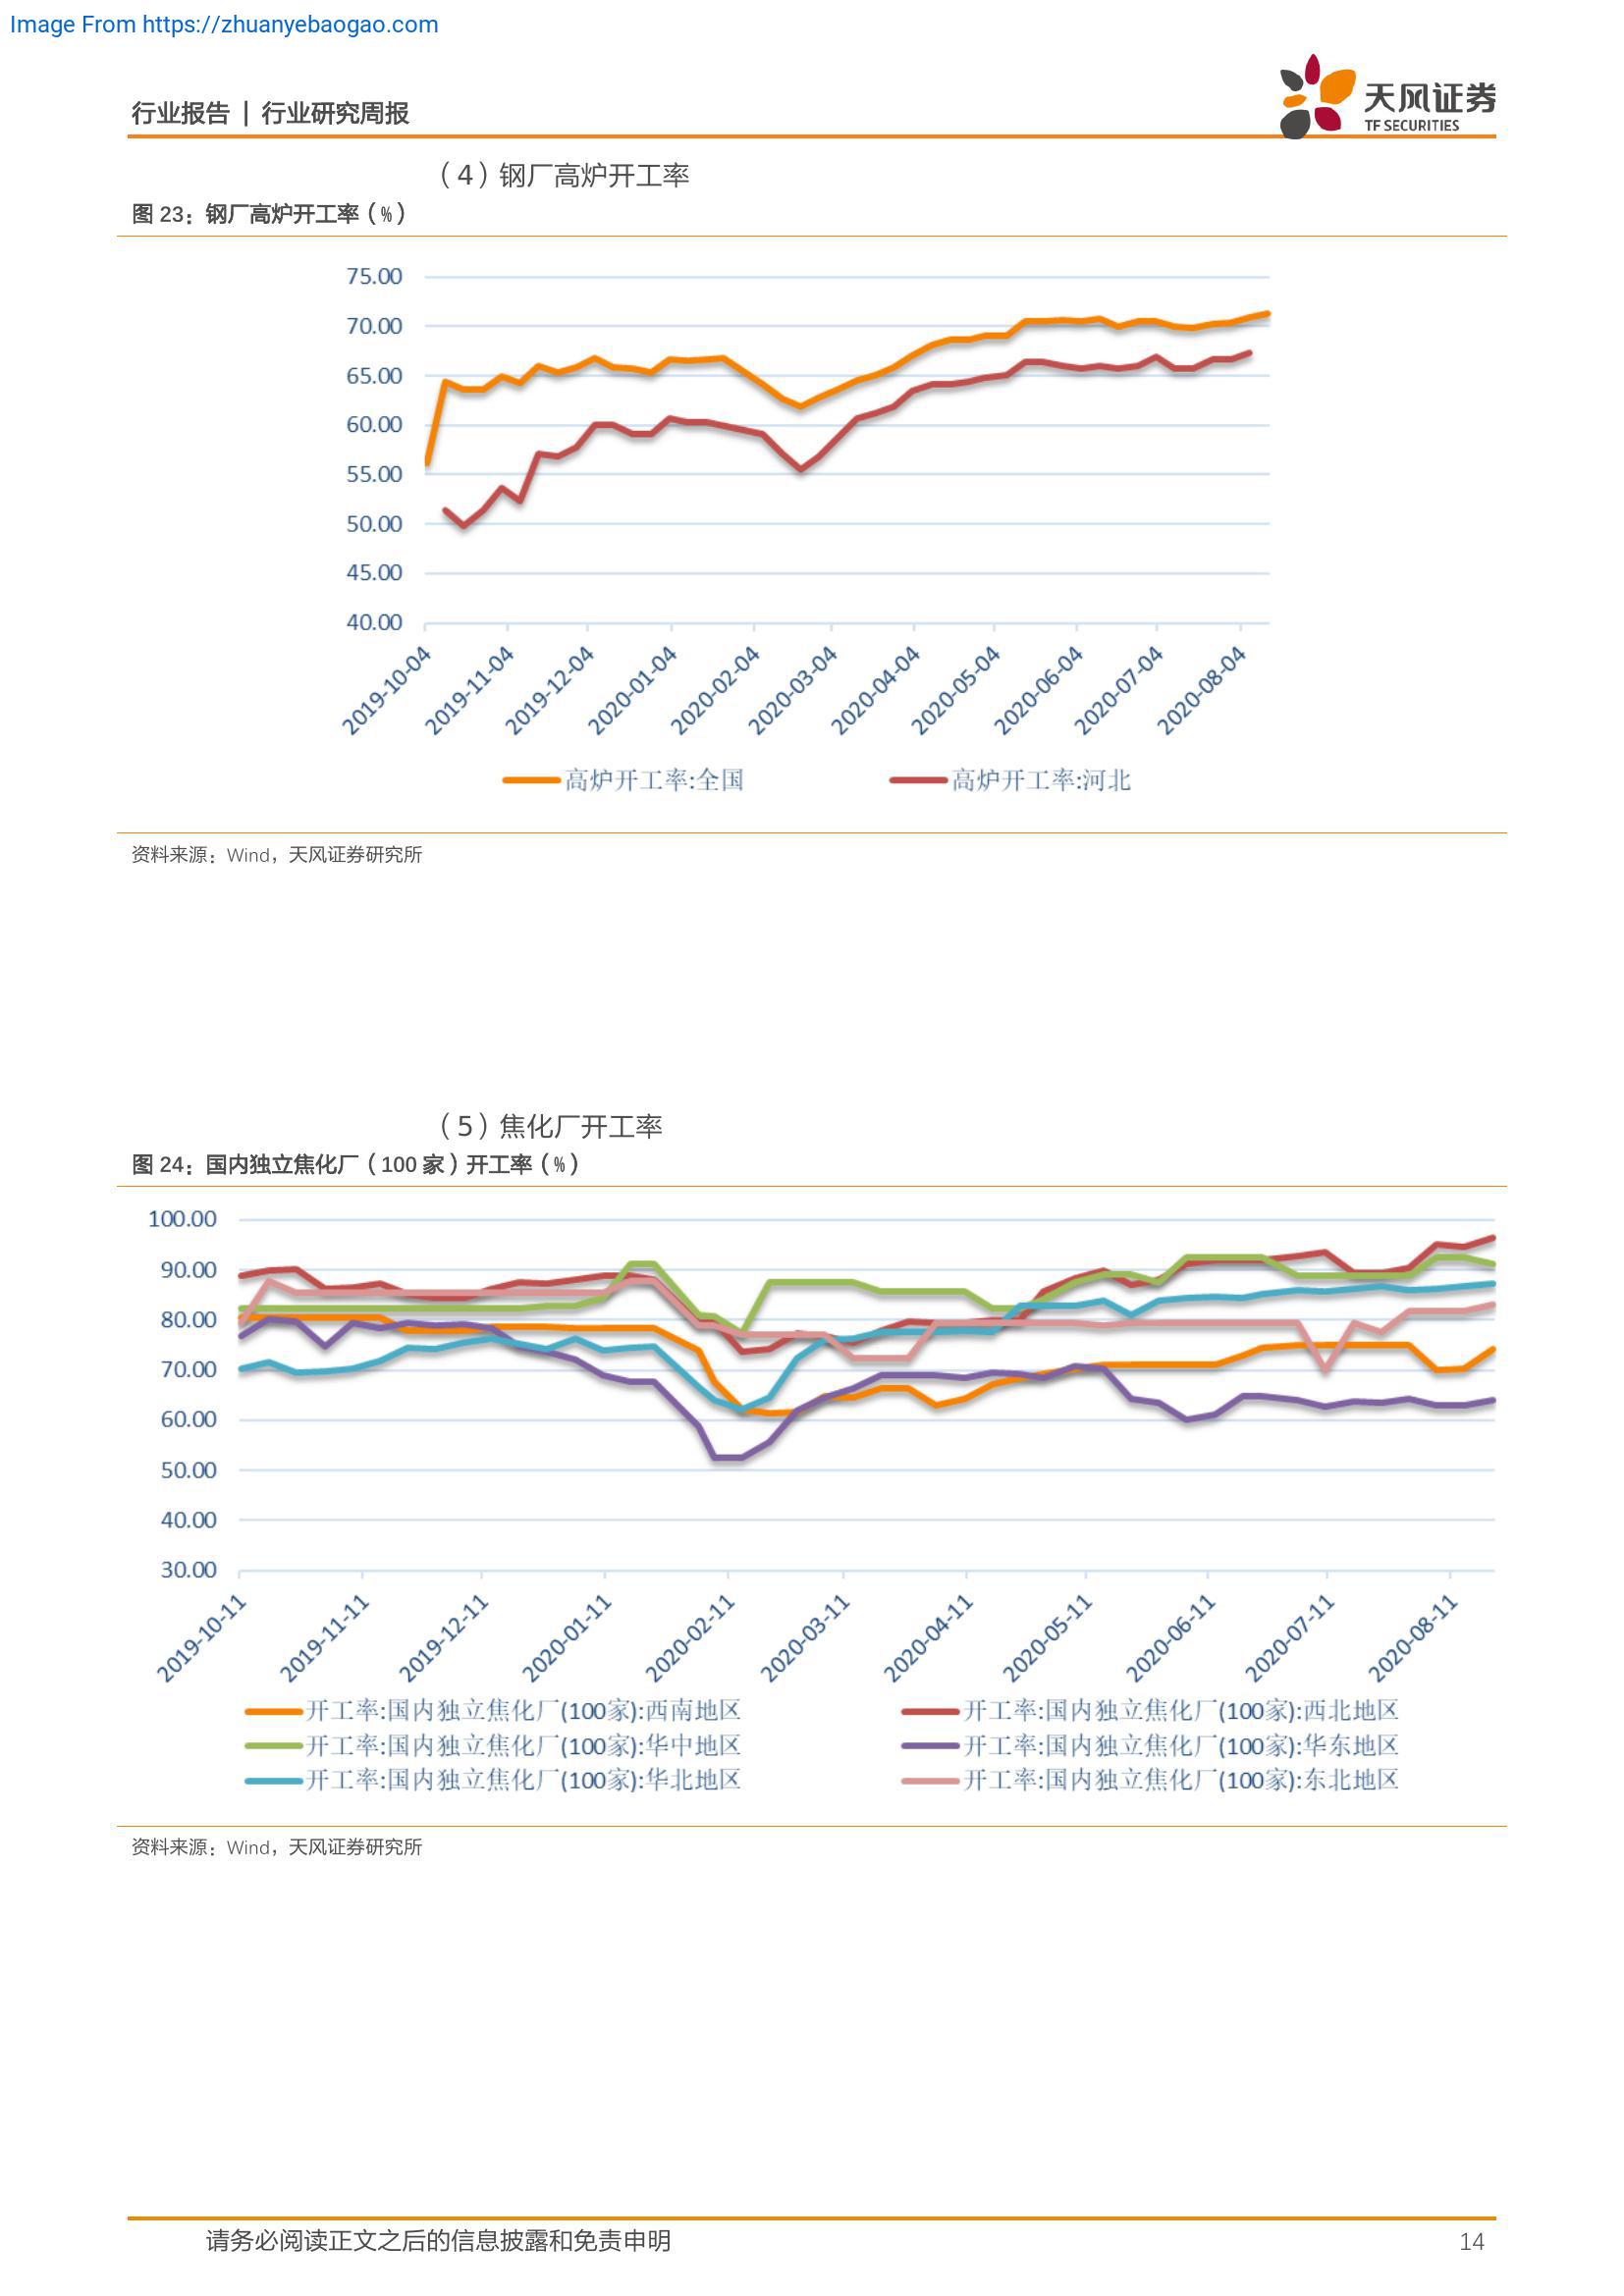 Image From https://zhuanyebaogao.com
行业报告 | 行业研究周报
天风证券
TF SECURITIES
（4）钢厂高炉开工率
图 23：钢厂高炉开工率（%）
75.00
70.00
65.00
60.00
55.00
50.00
45.00
40.00
2019-10-04
2019-11-04
2019-12-04
2020-01-04
2020-02-04
2020-03-04
2020-04-04
2020-05-04
2020-06-04
2020-07-04
2020-08-04
高炉开工率:全国
高炉开工率:河北
资料来源：Wind，天风证券研究所
（5）焦化厂开工率
图 24：国内独立焦化厂（100 家）开工率（%）
100.00
90.00
80.00
70.00
60.00
50.00
40.00
30.00
2019-10-11
2019-11-11
2019-12-11
2020-01-11
2020-02-11
2020-03-11
2020-04-11
2020-05-11
2020-06-11
2020-07-11
2020-08-11
开工率:国内独立焦化厂(100家):西南地区
开工率:国内独立焦化厂(100家):西北地区
开工率:国内独立焦化厂(100家):华中地区
开工率:国内独立焦化厂(100家):华东地区
开工率:国内独立焦化厂(100家):华北地区
开工率:国内独立焦化厂(100家):东北地区
资料来源：Wind，天风证券研究所
请务必阅读正文之后的信息披露和免责申明
14